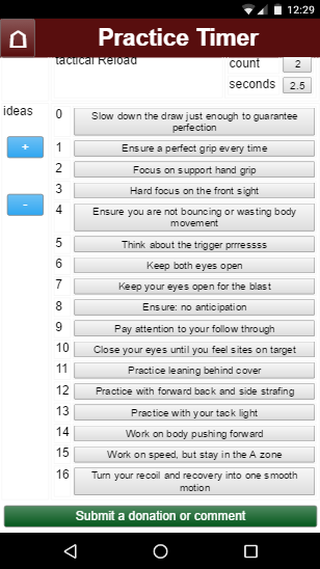 12:29
Practice Timer
tactical Reload
count 2
seconds 2.5
ideas
+
-
0 Slow down the draw just enough to guarantee
perfection
1 Ensure a perfect grip every time
2 Focus on support hand grip
3 Hard focus on the front sight
4 Ensure you are not bouncing or wasting body
movement
5 Think about the trigger prrressss
6 Keep both eyes open
7 Keep your eyes open for the blast
8 Ensure: no anticipation
9 Pay attention to your follow through
10 Close your eyes until you feel sites on target
11 Practice leaning behind cover
12 Practice with forward back and side strafing
13 Practice with your tack light
14 Work on body pushing forward
15 Work on speed, but stay in the A zone
16 Turn your recoil and recovery into one smooth
motion
Submit a donation or comment